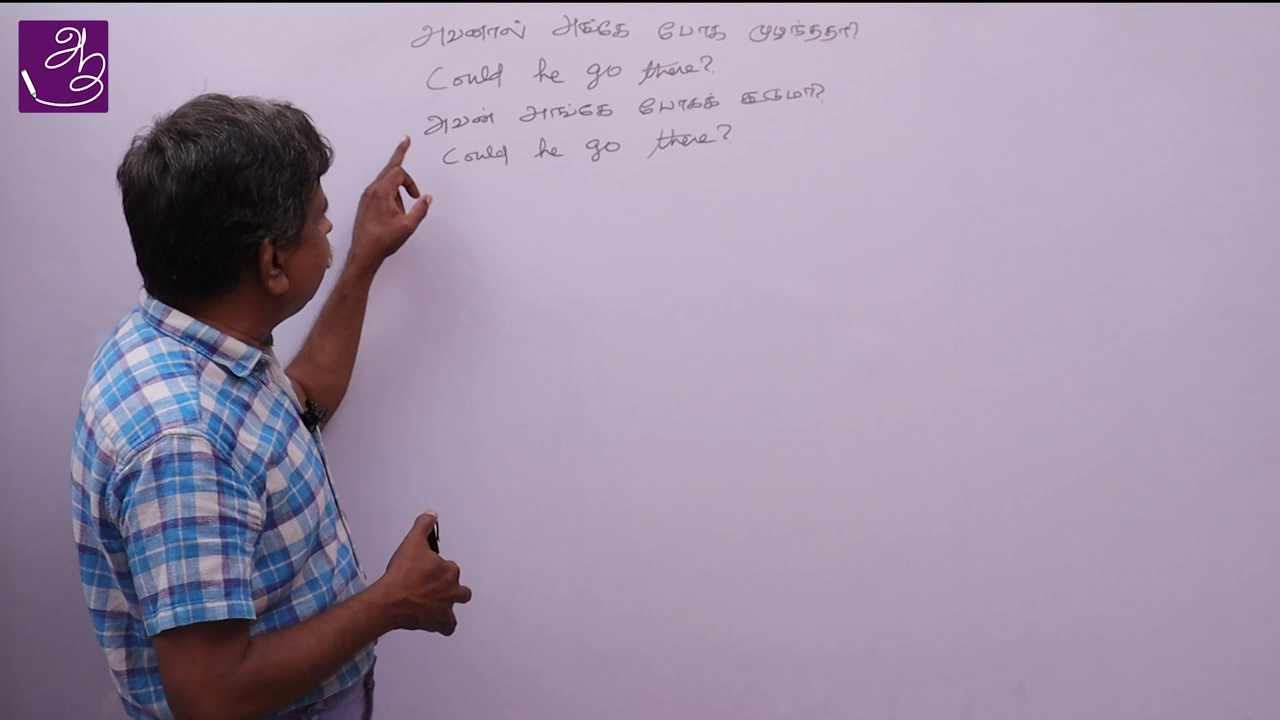 அவனால் அங்கே போக முடிந்ததா?
Could he go there?
அவன் அங்கே போகக் கூடுமா?
Could he go there?